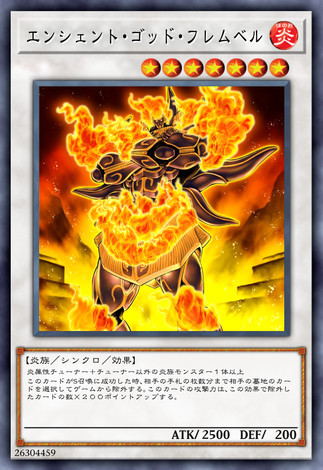 エンシェント・ゴッド・フレムベル
炎
【炎族／シンクロ／効果】
炎属性チューナー＋チューナー以外の炎族モンスター１体以上
このカードがS召喚に成功した時、相手の手札の枚数分まで相手の墓地のカー
ドを選択してゲームから除外する。このカードの攻撃力は、この効果で除外し
たカードの数×２００ポイントアップする。
ATK/ 2500 DEF/ 200
26304459